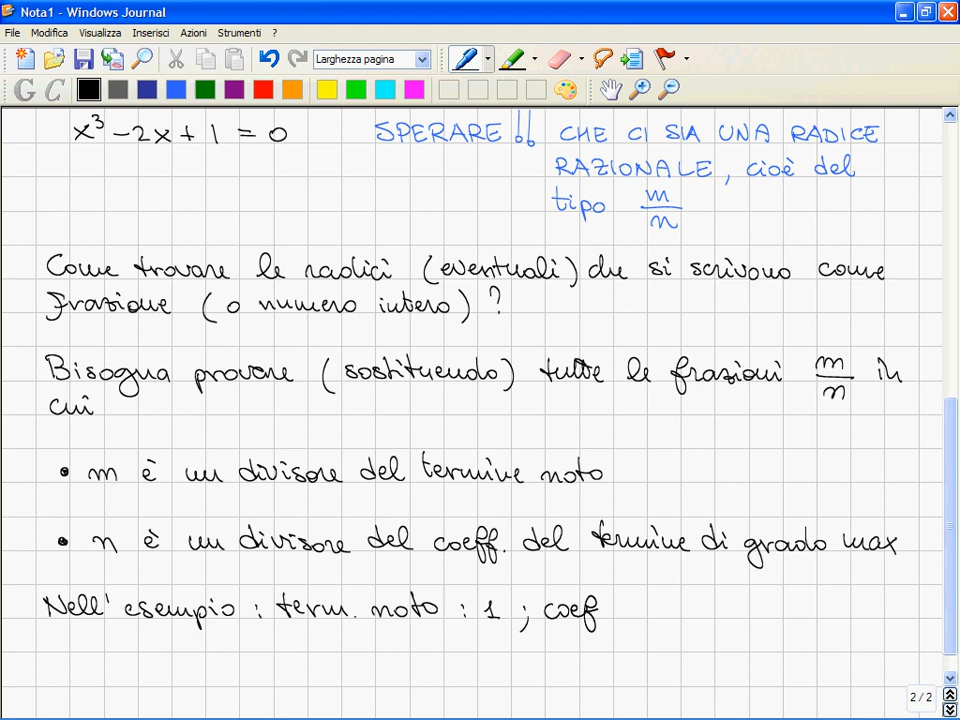 Nota1 - Windows Journal
File Modifica Visualizza Inserisci Azioni Strumenti ?
Larghezza pagina
G C
x³ - 2x + 1 = 0 SPERARE!! CHE CI SIA UNA RADICE
RAZIONALE, cioè del
tipo m/n
Come trovare le radici (eventuali) che si scrivono come
frazione (o numero intero) ?
Bisogna provare (sostituendo) tutte le frazioni m/n in
cui
• m è un divisore del termine noto
• n è un divisore del coeff. del termine di grado max
Nell' esempio : term. noto : 1 ; coef
2 / 2